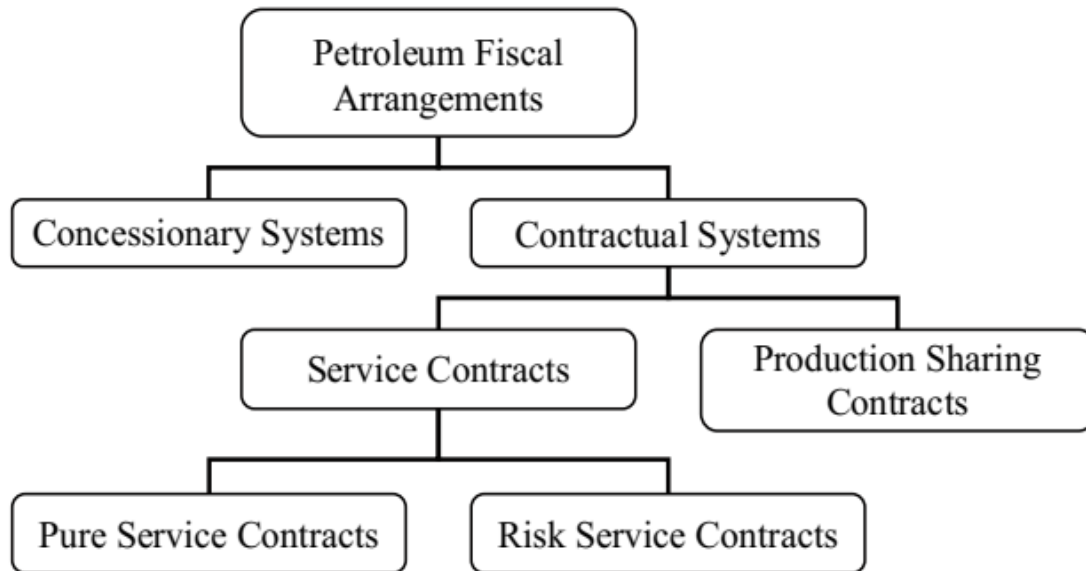 Petroleum Fiscal
Arrangements
Concessionary Systems
Contractual Systems
Service Contracts
Production Sharing
Contracts
Pure Service Contracts
Risk Service Contracts